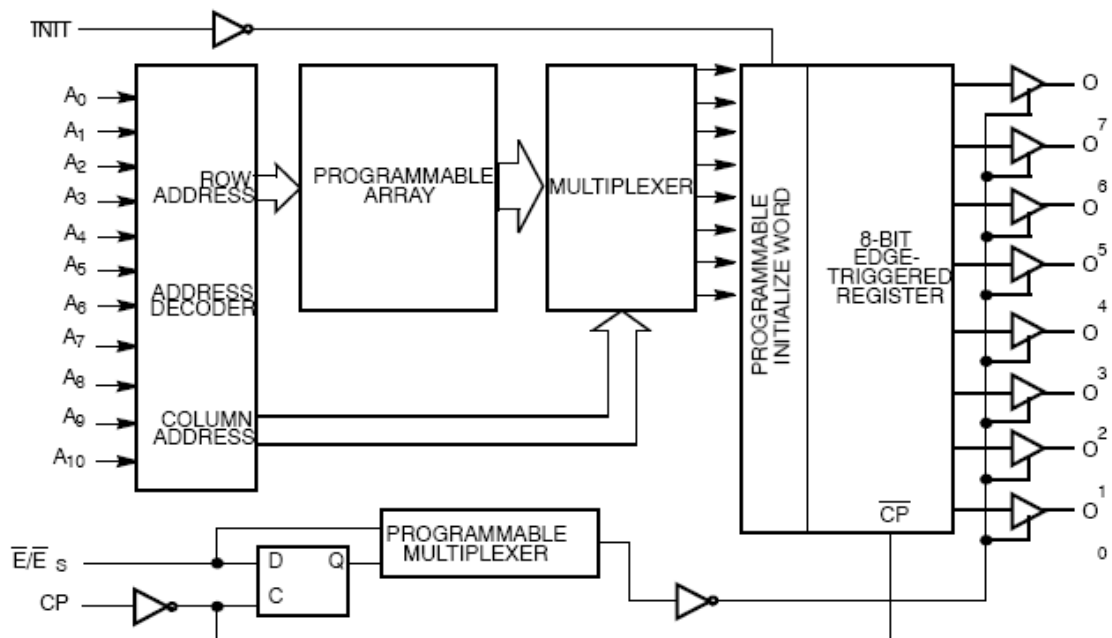 INIT
A0
A1
A2
A3
A4
A5
A6
A7
A8
A9
A10
ROW
ADDRESS
ADDRESS
DECODER
COLUMN
ADDRESS
PROGRAMMABLE
ARRAY
MULTIPLEXER
PROGRAMMABLE
INITIALIZE WORD
8-BIT
EDGE-
TRIGGERED
REGISTER
CP
O
7
O
6
O
5
O
4
O
3
O
2
O
1
O
0
E/E S
CP
D Q
C
PROGRAMMABLE
MULTIPLEXER